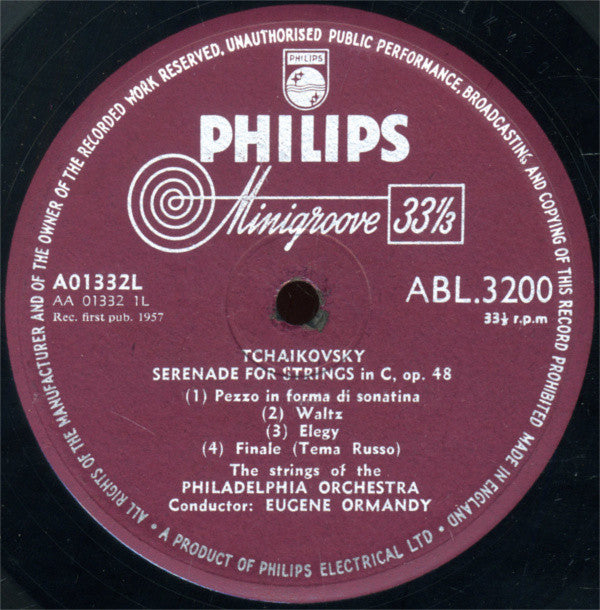 ALL RIGHTS OF THE MANUFACTURER AND OF THE OWNER OF THE RECORDED WORK RESERVED, UNAUTHORISED PUBLIC PERFORMANCE, BROADCASTING AND COPYING OF THIS RECORD PROHIBITED MADE IN ENGLAND
PHILIPS
PHILIPS
Minigroove 33⅓
A01332L
AA 01332 1L
Rec. first pub. 1957
ABL.3200
33⅓ r.p.m
TCHAIKOVSKY
SERENADE FOR STRINGS in C, op. 48
(1) Pezzo in forma di sonatina
(2) Waltz
(3) Elegy
(4) Finale (Tema Russo)
The strings of the
PHILADELPHIA ORCHESTRA
Conductor: EUGENE ORMANDY
• A PRODUCT OF PHILIPS ELECTRICAL LTD •